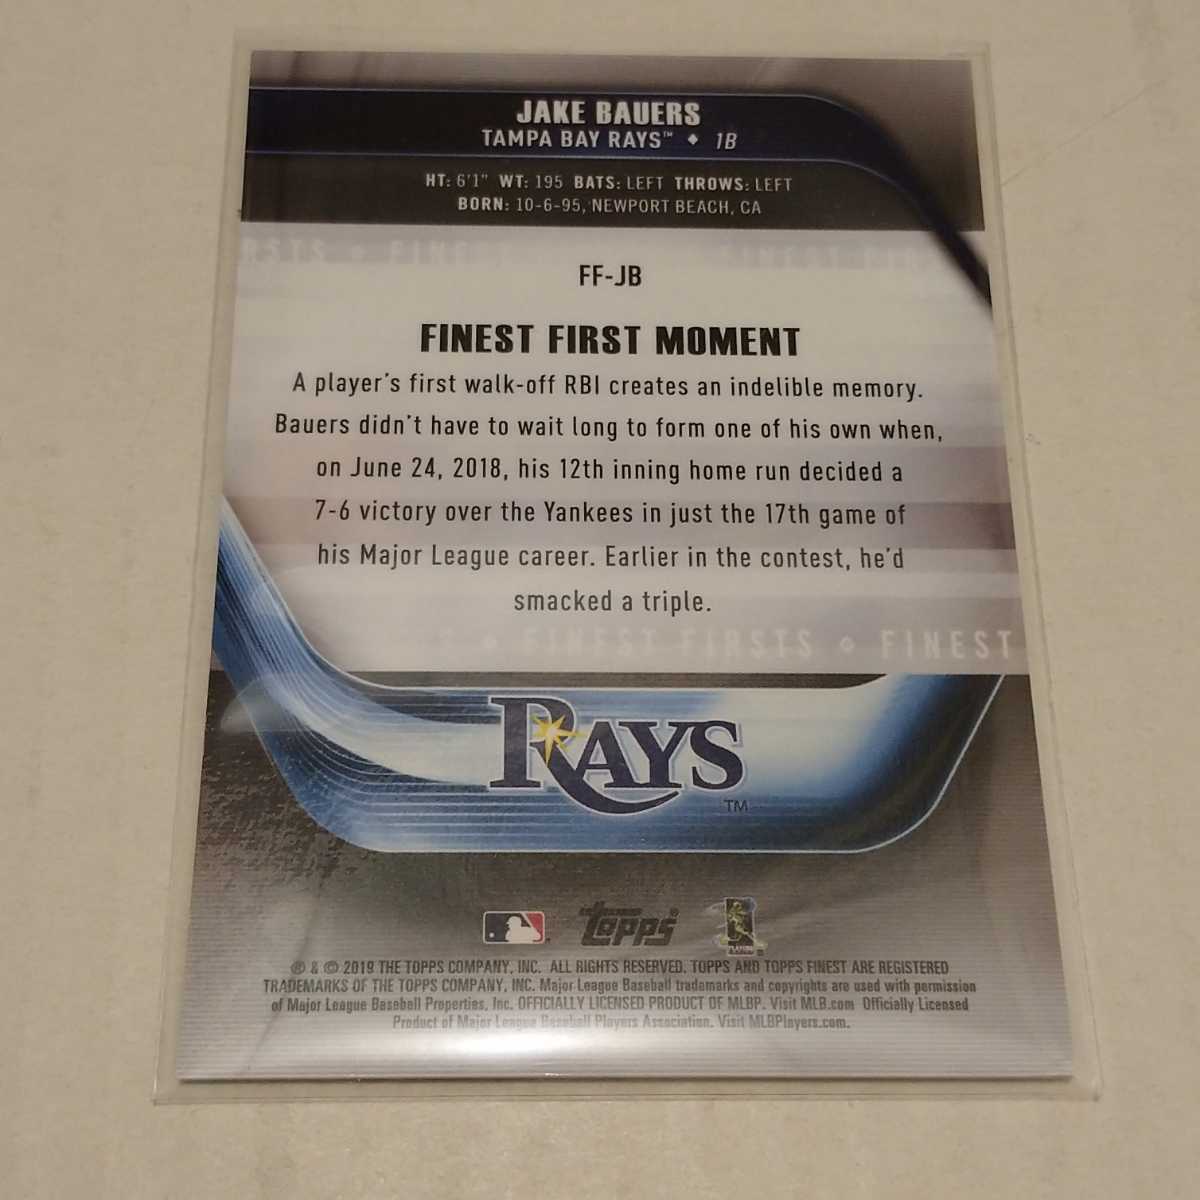 JAKE BAUERS
TAMPA BAY RAYS™ ◆ 1B
HT: 6'1" WT: 195 BATS: LEFT THROWS: LEFT
BORN: 10-6-95, NEWPORT BEACH, CA
FF-JB
FINEST FIRST MOMENT
A player's first walk-off RBI creates an indelible memory.
Bauers didn't have to wait long to form one of his own when,
on June 24, 2018, his 12th inning home run decided a
7-6 victory over the Yankees in just the 17th game of
his Major League career. Earlier in the contest, he'd
smacked a triple.
FINEST FIRSTS ◆ FINEST
RAYS
TM
Topps®
PLAYERS
® & © 2019 THE TOPPS COMPANY, INC. ALL RIGHTS RESERVED. TOPPS AND TOPPS FINEST ARE REGISTERED
TRADEMARKS OF THE TOPPS COMPANY, INC. Major League Baseball trademarks and copyrights are used with permission
of Major League Baseball Properties, Inc. OFFICIALLY LICENSED PRODUCT OF MLBP. Visit MLB.com Officially Licensed
Product of Major League Baseball Players Association. Visit MLBPlayers.com.